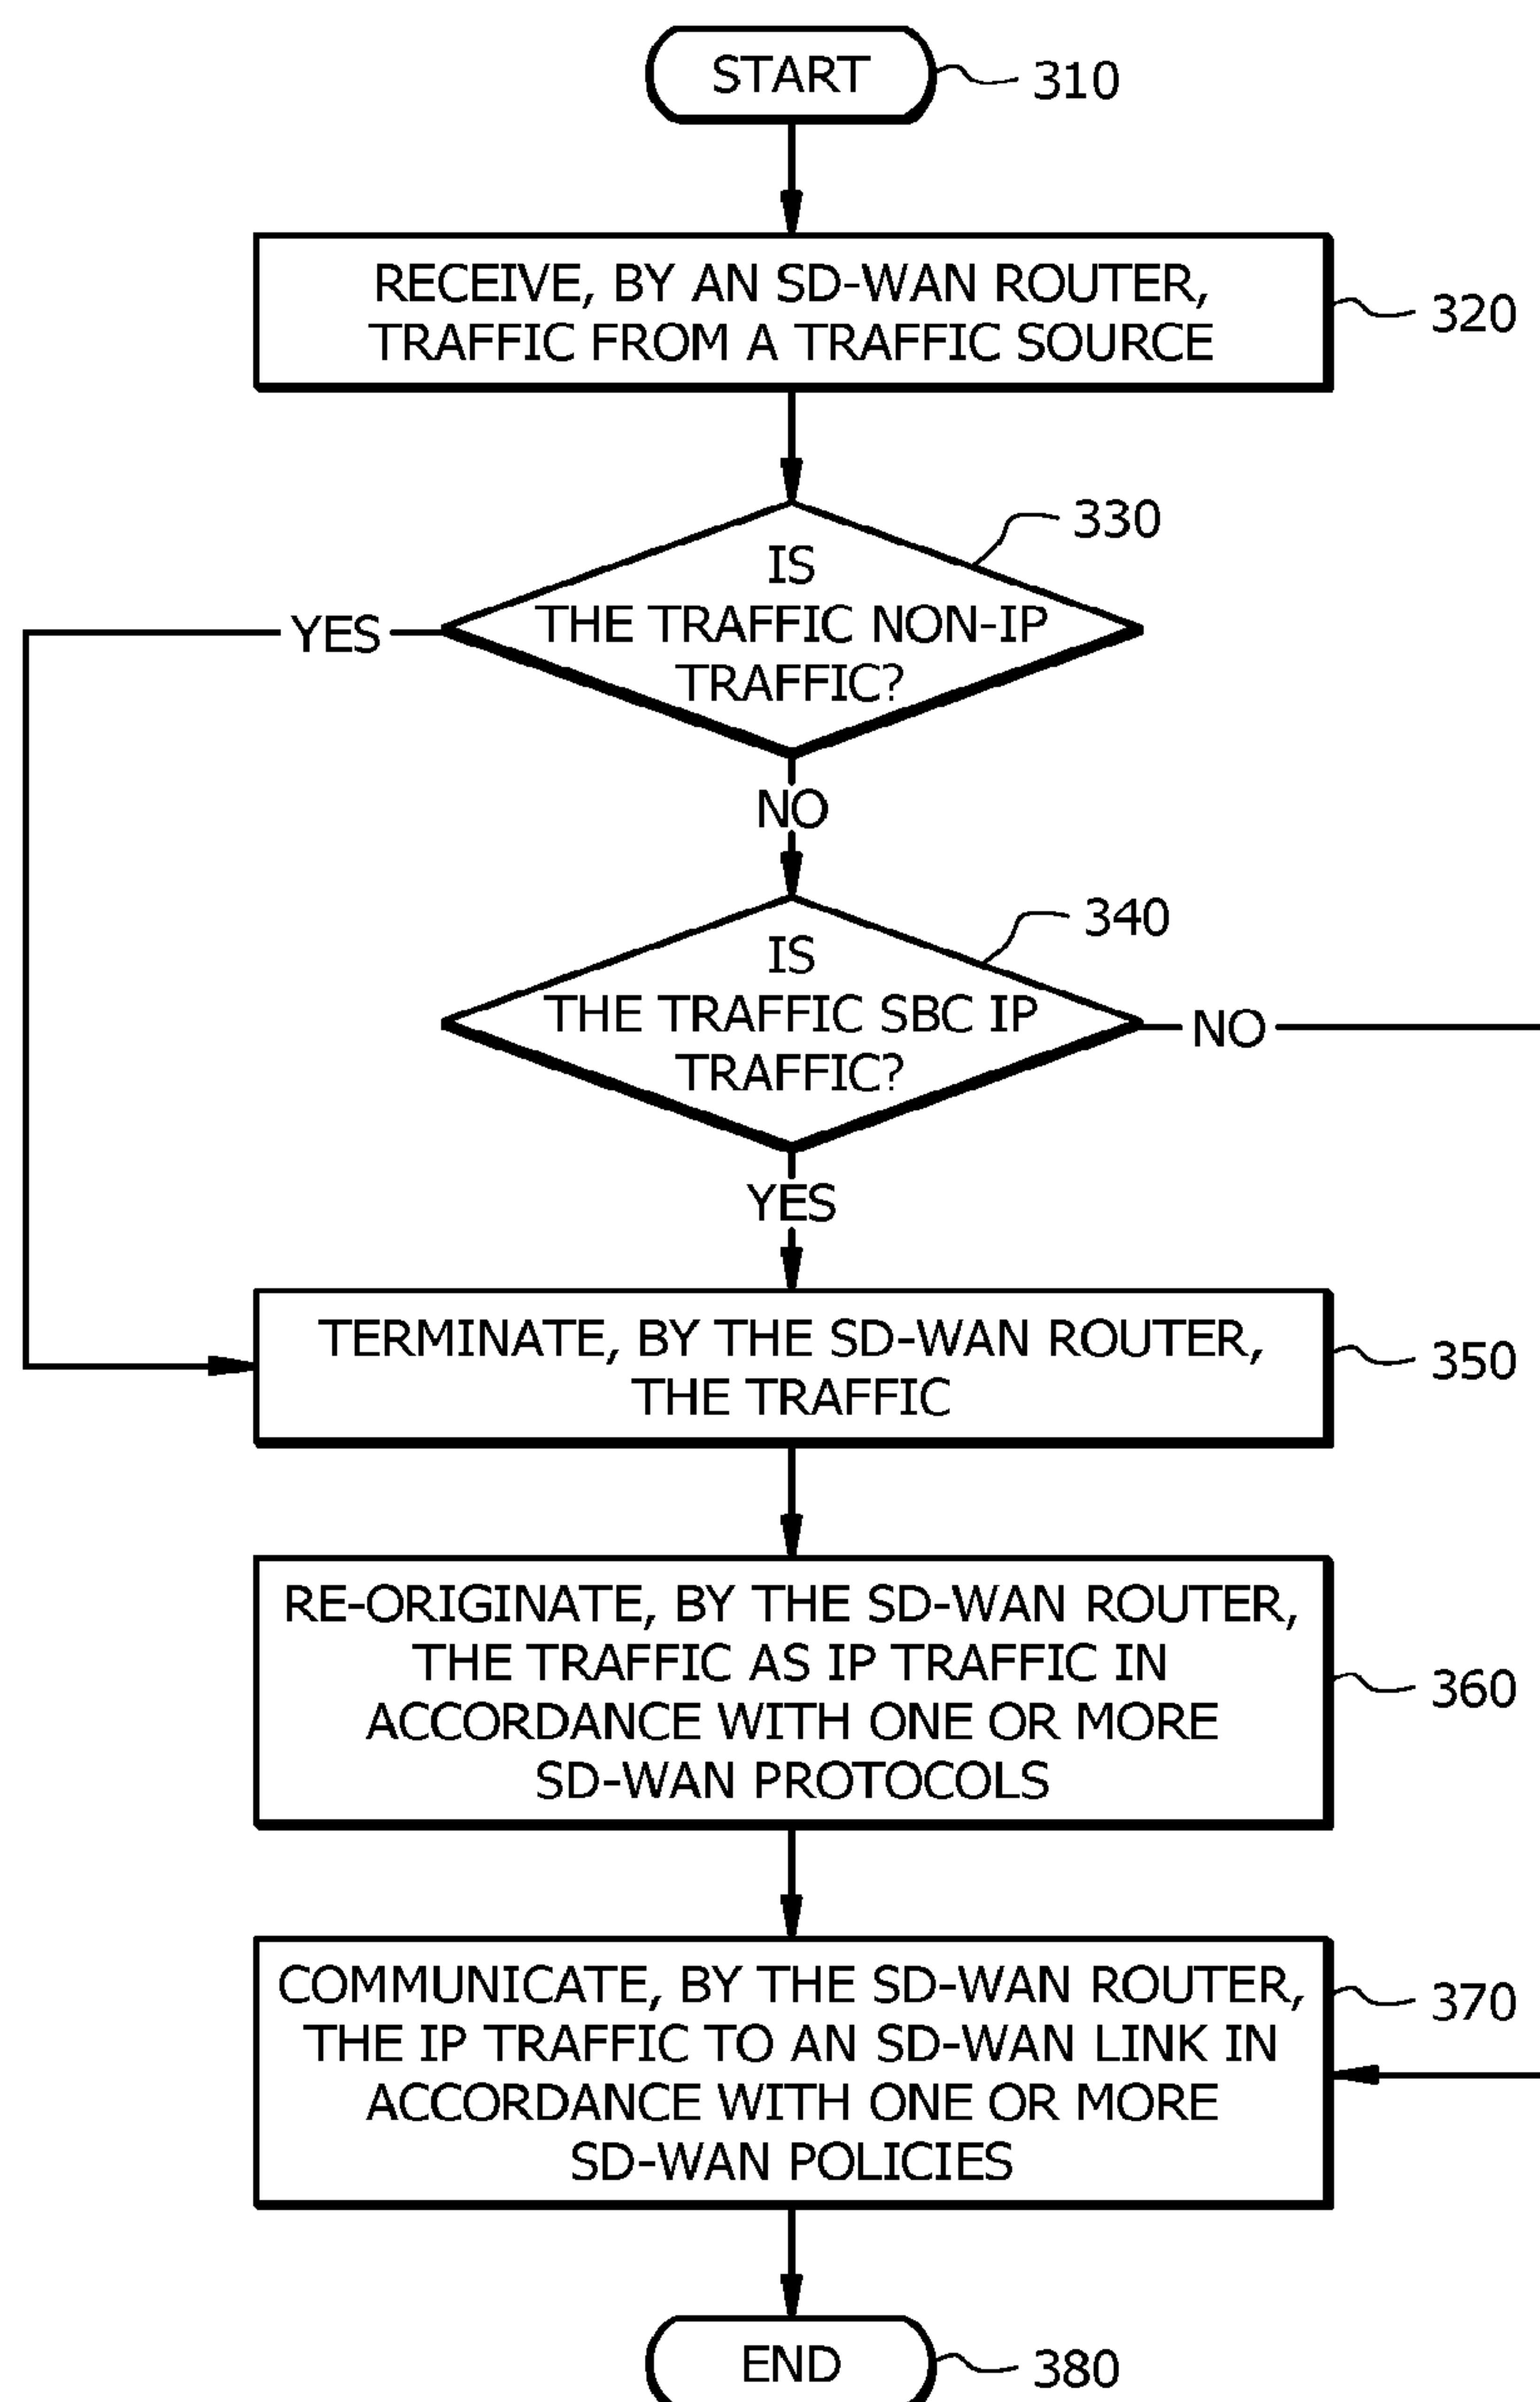 START
310
RECEIVE, BY AN SD-WAN ROUTER,
TRAFFIC FROM A TRAFFIC SOURCE
320
330
IS
THE TRAFFIC NON-IP
TRAFFIC?
YES
NO
340
IS
THE TRAFFIC SBC IP
TRAFFIC?
NO
YES
TERMINATE, BY THE SD-WAN ROUTER,
THE TRAFFIC
350
RE-ORIGINATE, BY THE SD-WAN ROUTER,
THE TRAFFIC AS IP TRAFFIC IN
ACCORDANCE WITH ONE OR MORE
SD-WAN PROTOCOLS
360
COMMUNICATE, BY THE SD-WAN ROUTER,
THE IP TRAFFIC TO AN SD-WAN LINK IN
ACCORDANCE WITH ONE OR MORE
SD-WAN POLICIES
370
END
380